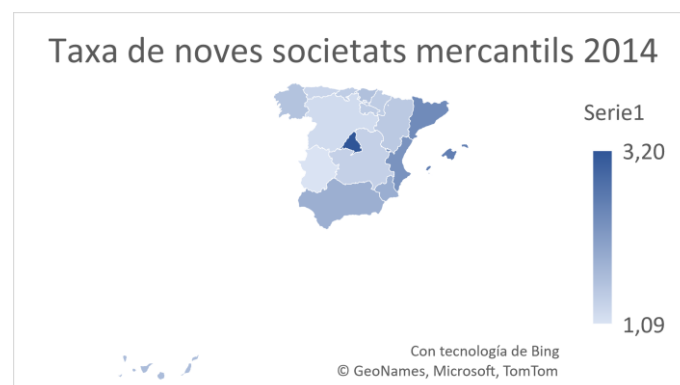 Taxa de noves societats mercantils 2014
Serie1
3,20
1,09
Con tecnología de Bing
© GeoNames, Microsoft, TomTom